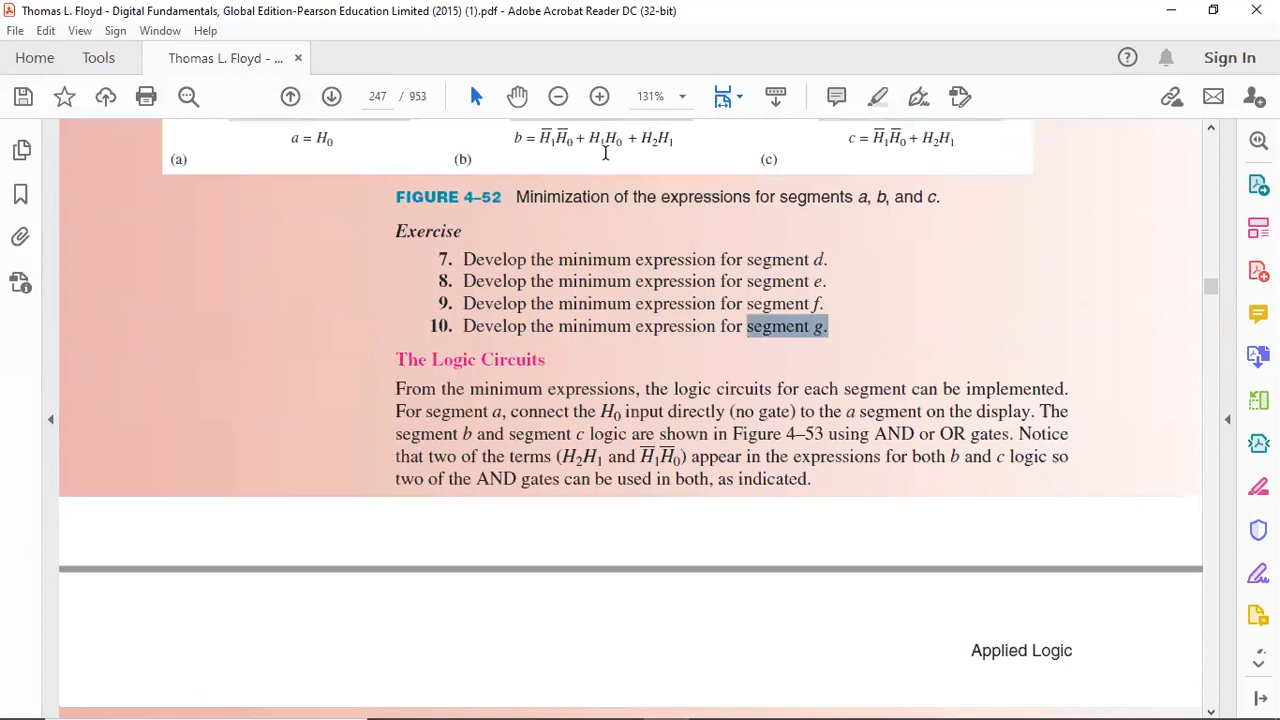 Thomas L. Floyd - Digital Fundamentals, Global Edition-Pearson Education Limited (2015) (1).pdf - Adobe Acrobat Reader DC (32-bit)
File Edit View Sign Window Help
Home Tools Thomas L. Floyd - ... × Sign In
247 / 953 131%
a = H₀ b = H̅₁H̅₀ + H₁H₀ + H₂H₁ c = H̅₁H̅₀ + H₂H₁
(a) (b) (c)
FIGURE 4–52 Minimization of the expressions for segments a, b, and c.
Exercise
7. Develop the minimum expression for segment d.
8. Develop the minimum expression for segment e.
9. Develop the minimum expression for segment f.
10. Develop the minimum expression for segment g.
The Logic Circuits
From the minimum expressions, the logic circuits for each segment can be implemented.
For segment a, connect the H₀ input directly (no gate) to the a segment on the display. The
segment b and segment c logic are shown in Figure 4–53 using AND or OR gates. Notice
that two of the terms (H₂H₁ and H̅₁H̅₀) appear in the expressions for both b and c logic so
two of the AND gates can be used in both, as indicated.
Applied Logic